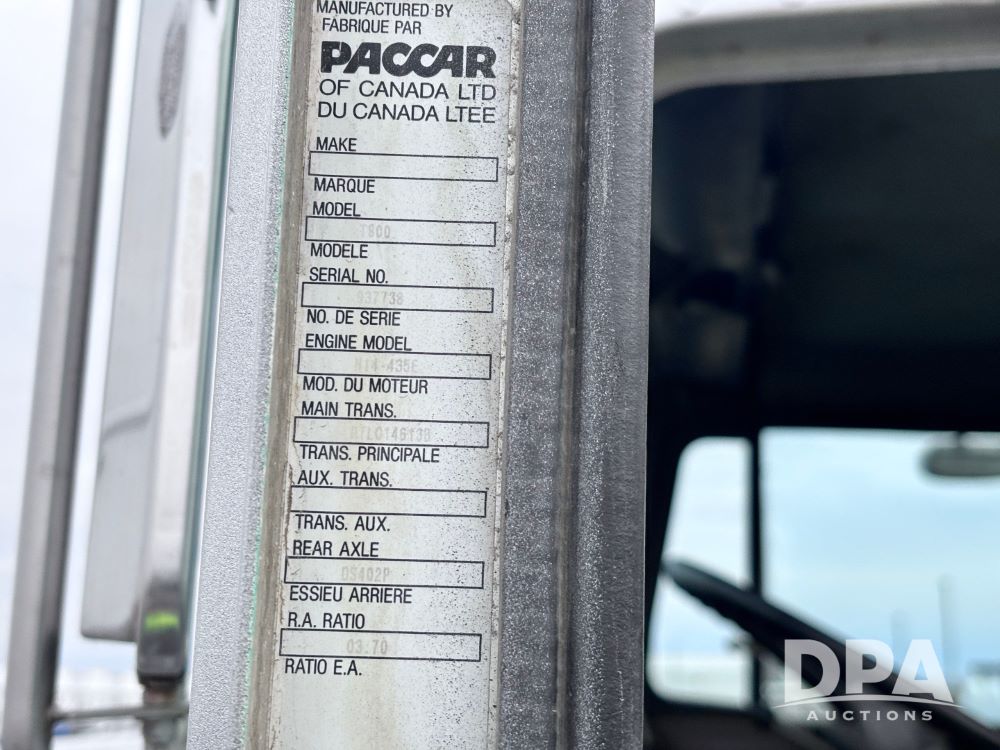 MANUFACTURED BY
FABRIQUE PAR
PACCAR
OF CANADA LTD
DU CANADA LTEE
MAKE
MARQUE
MODEL
T800
MODELE
SERIAL NO.
937738
NO. DE SERIE
ENGINE MODEL
N14-435E
MOD. DU MOTEUR
MAIN TRANS.
RTLO14613B
TRANS. PRINCIPALE
AUX. TRANS.
TRANS. AUX.
REAR AXLE
DS402P
ESSIEU ARRIERE
R.A. RATIO
03.70
RATIO E.A.
DPA
AUCTIONS